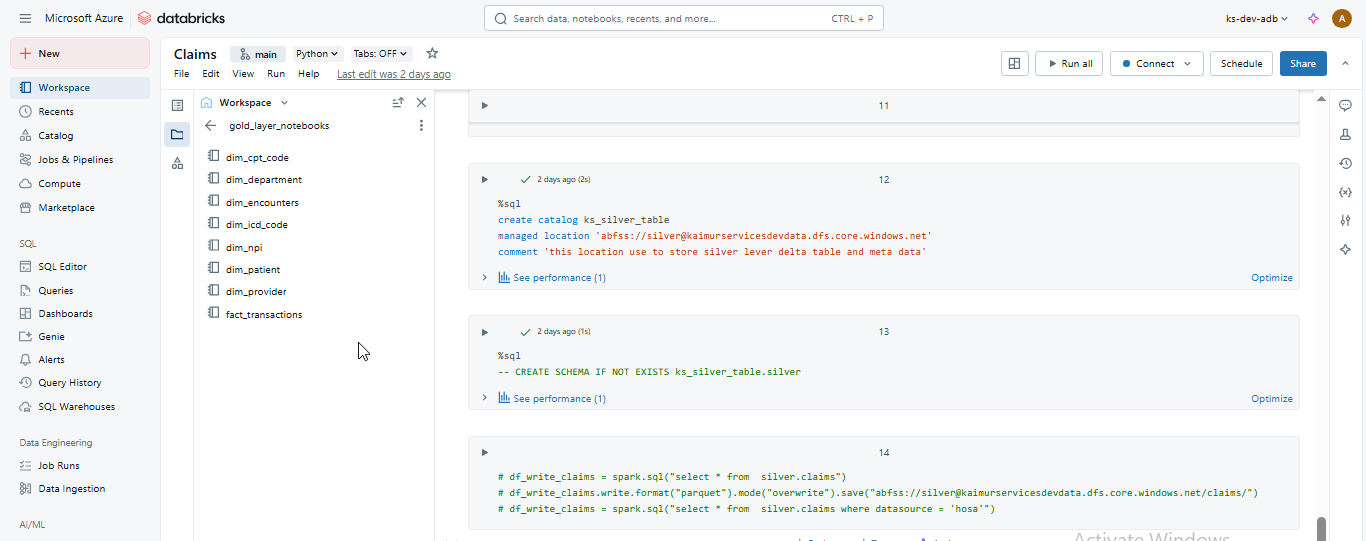 Microsoft Azure
databricks
Search data, notebooks, recents, and more...
CTRL + P
ks-dev-adb
A
New
Workspace
Recents
Catalog
Jobs & Pipelines
Compute
Marketplace
SQL
SQL Editor
Queries
Dashboards
Genie
Alerts
Query History
SQL Warehouses
Data Engineering
Job Runs
Data Ingestion
AI/ML
Claims
main
Python
Tabs: OFF
File
Edit
View
Run
Help
Last edit was 2 days ago
Run all
Connect
Schedule
Share
Workspace
gold_layer_notebooks
dim_cpt_code
dim_department
dim_encounters
dim_icd_code
dim_npi
dim_patient
dim_provider
fact_transactions
11
2 days ago (2s)
12
%sql
create catalog ks_silver_table
managed location 'abfss://silver@kaimurservicesdevdata.dfs.core.windows.net'
comment 'this location use to store silver lever delta table and meta data'
See performance (1)
Optimize
2 days ago (1s)
13
%sql
-- CREATE SCHEMA IF NOT EXISTS ks_silver_table.silver
See performance (1)
Optimize
14
# df_write_claims = spark.sql("select * from  silver.claims")
# df_write_claims.write.format("parquet").mode("overwrite").save("abfss://silver@kaimurservicesdevdata.dfs.core.windows.net/claims/")
# df_write_claims = spark.sql("select * from  silver.claims where datasource = 'hosa'")
Activate Windows